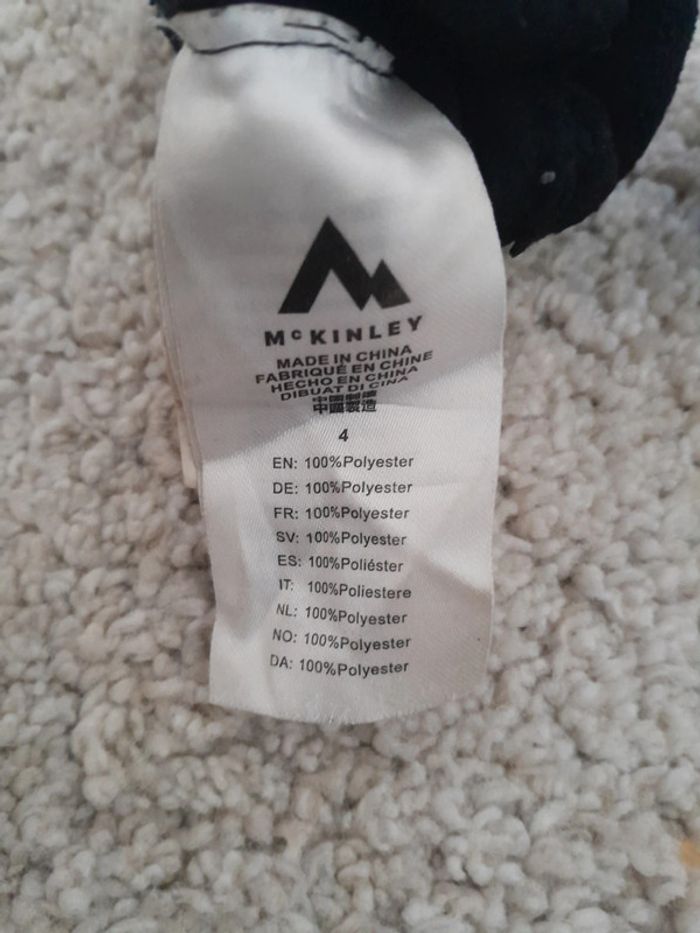 McKINLEY
MADE IN CHINA
FABRIQUÉ EN CHINE
HECHO EN CHINA
DIBUAT DI CINA
中國製造
4
EN: 100%Polyester
DE: 100%Polyester
FR: 100%Polyester
SV: 100%Polyester
ES: 100%Poliéster
IT: 100%Poliestere
NL: 100%Polyester
NO: 100%Polyester
DA: 100%Polyester